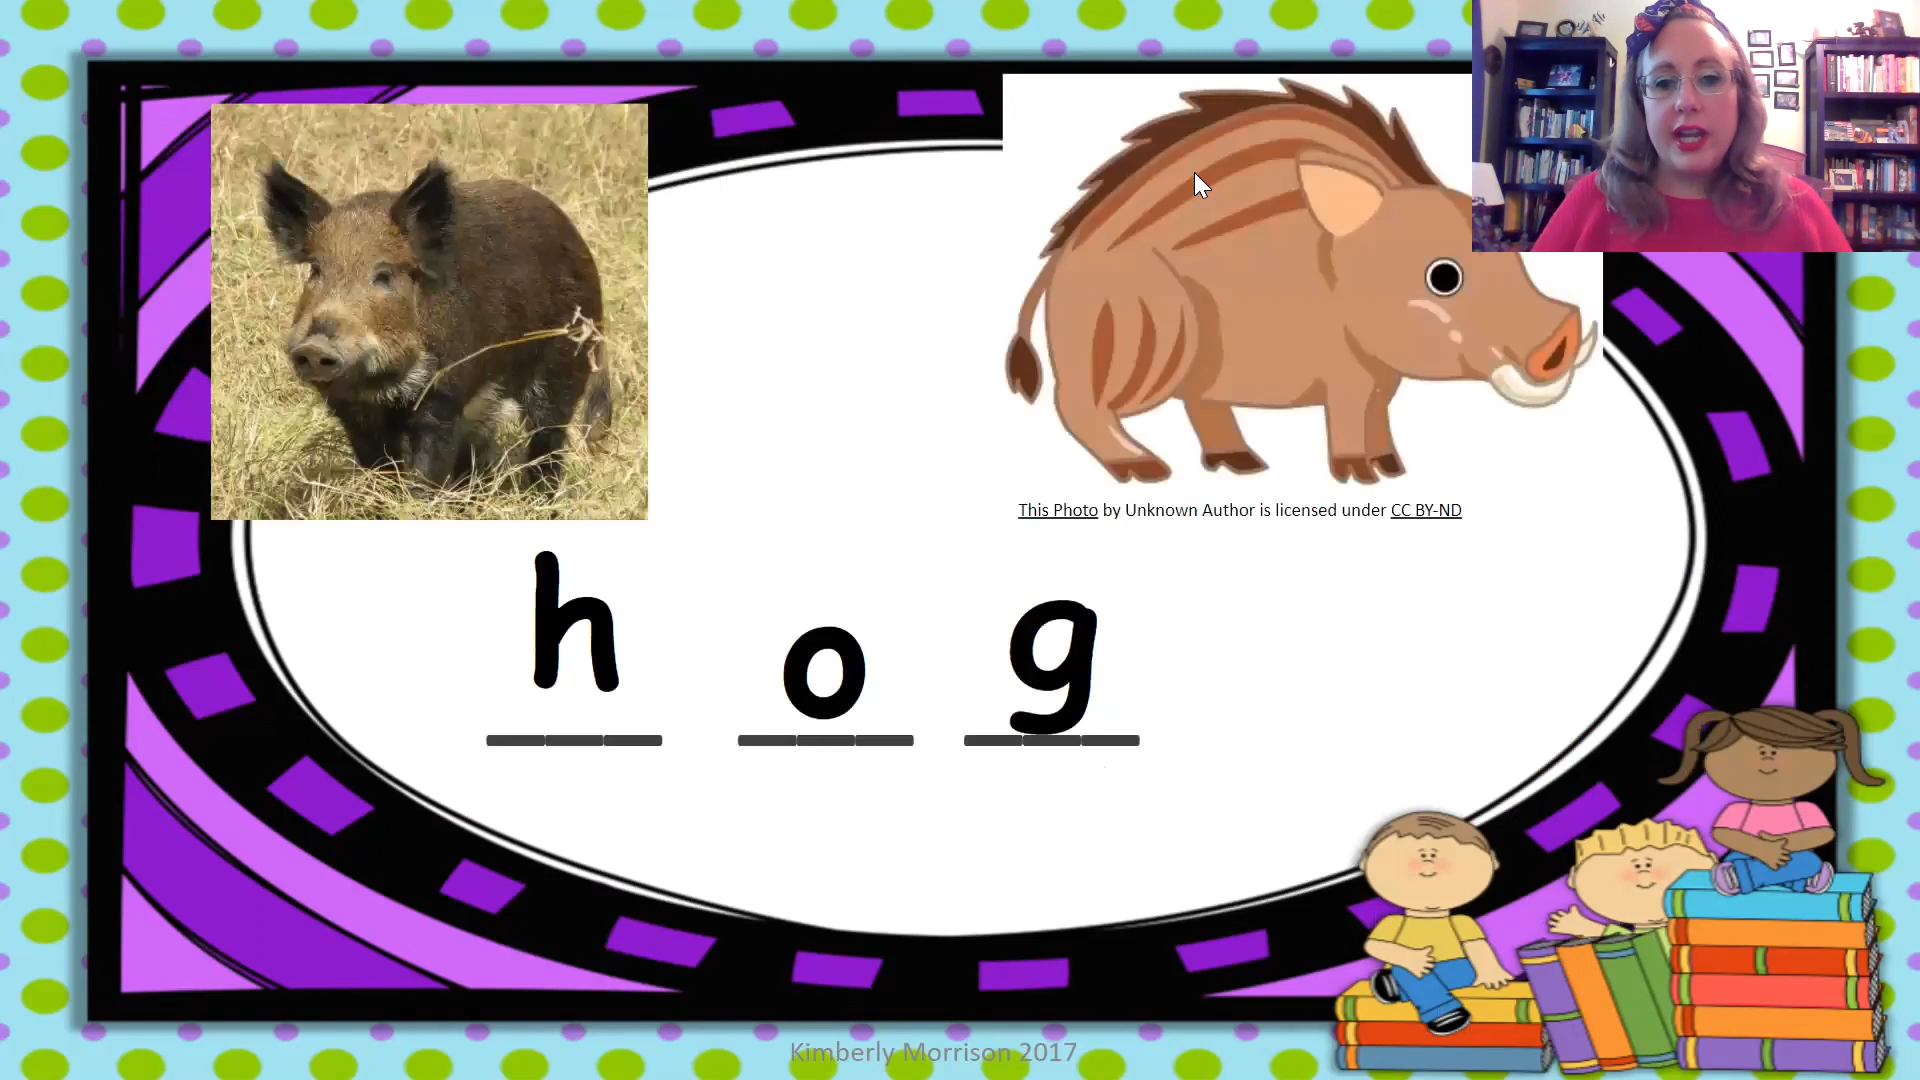 This Photo by Unknown Author is licensed under CC BY-ND
h o g
Kimberly Morrison 2017